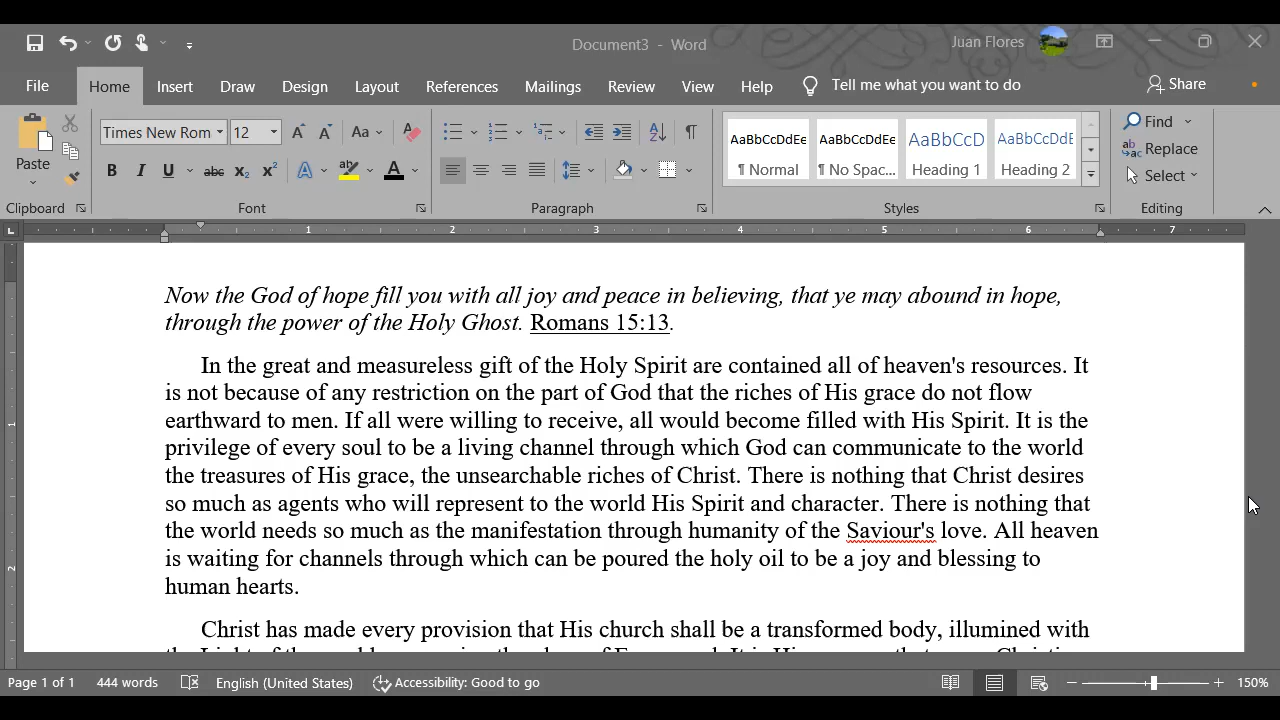 Document3 - Word
Juan Flores
File Home Insert Draw Design Layout References Mailings Review View Help Tell me what you want to do Share
Paste
Clipboard
Times New Rom 12 Aa
B I U abc x₂ x² A A
Font
Paragraph
AaBbCcDdEe AaBbCcDdEe AaBbCcD AaBbCcDdE
¶ Normal ¶ No Spac... Heading 1 Heading 2
Styles
Find
Replace
Select
Editing
1 2 3 4 5 6 7
Now the God of hope fill you with all joy and peace in believing, that ye may abound in hope,
through the power of the Holy Ghost. Romans 15:13.
In the great and measureless gift of the Holy Spirit are contained all of heaven's resources. It
is not because of any restriction on the part of God that the riches of His grace do not flow
earthward to men. If all were willing to receive, all would become filled with His Spirit. It is the
privilege of every soul to be a living channel through which God can communicate to the world
the treasures of His grace, the unsearchable riches of Christ. There is nothing that Christ desires
so much as agents who will represent to the world His Spirit and character. There is nothing that
the world needs so much as the manifestation through humanity of the Saviour's love. All heaven
is waiting for channels through which can be poured the holy oil to be a joy and blessing to
human hearts.
Christ has made every provision that His church shall be a transformed body, illumined with
Page 1 of 1 444 words English (United States) Accessibility: Good to go 150%